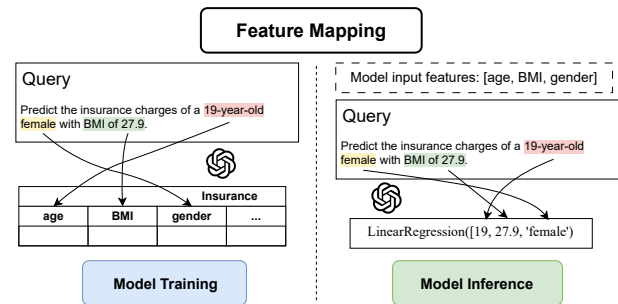 Feature Mapping
Query
Predict the insurance charges of a 19-year-old
female with BMI of 27.9.
Insurance
age BMI gender ...
Model Training
Model input features: [age, BMI, gender]
Query
Predict the insurance charges of a 19-year-old
female with BMI of 27.9.
LinearRegression([19, 27.9, 'female')
Model Inference